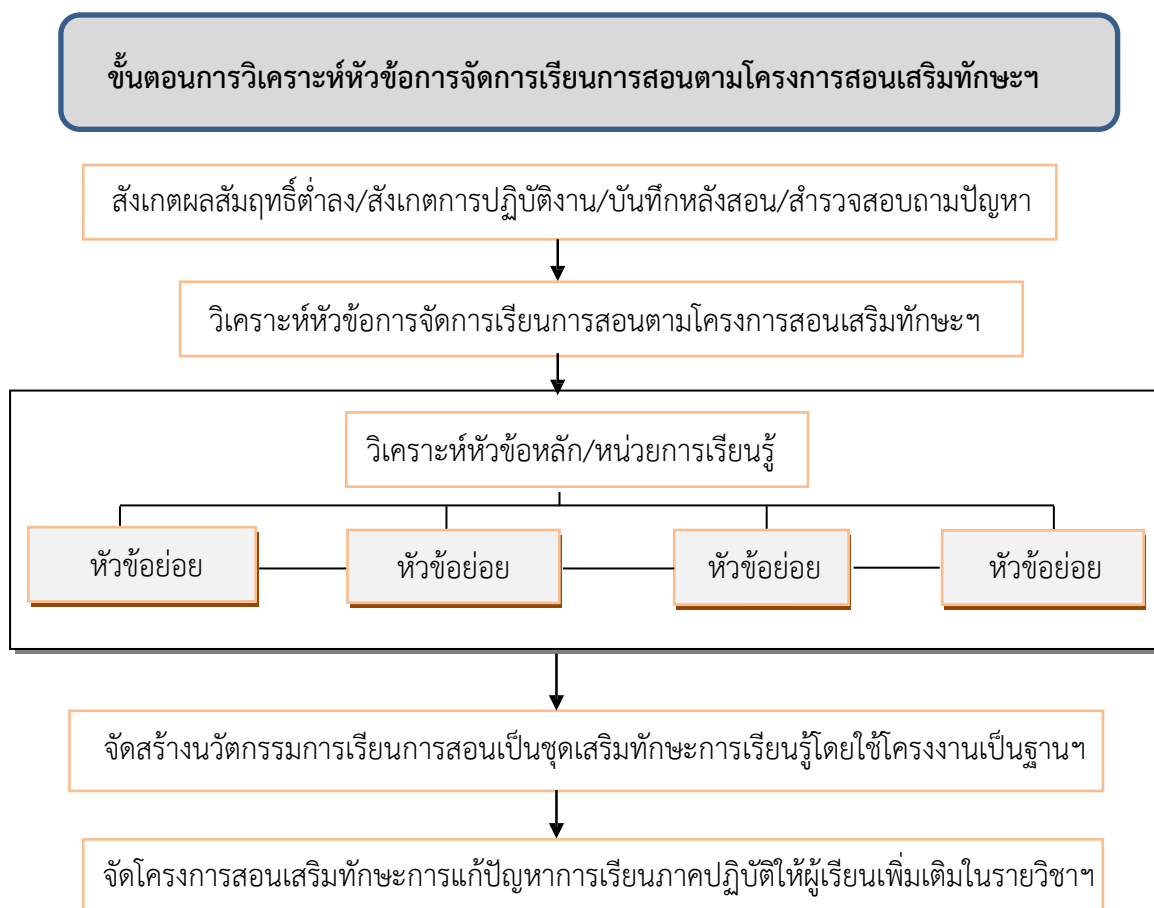 ขั้นตอนการวิเคราะห์หัวข้อการจัดการเรียนการสอนตามโครงการสอนเสริมทักษะฯ
สังเกตผลสัมฤทธิ์ต่ำลง/สังเกตการปฏิบัติงาน/บันทึกหลังสอน/สำรวจสอบถามปัญหา
วิเคราะห์หัวข้อการจัดการเรียนการสอนตามโครงการสอนเสริมทักษะฯ
วิเคราะห์หัวข้อหลัก/หน่วยการเรียนรู้
หัวข้อย่อย หัวข้อย่อย หัวข้อย่อย หัวข้อย่อย
จัดสร้างนวัตกรรมการเรียนการสอนเป็นชุดเสริมทักษะการเรียนรู้โดยใช้โครงงานเป็นฐานฯ
จัดโครงการสอนเสริมทักษะการแก้ปัญหาการเรียนภาคปฏิบัติให้ผู้เรียนเพิ่มเติมในรายวิชาฯ